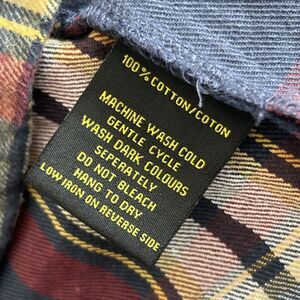 100% COTTON/COTON
MACHINE WASH COLD
GENTLE CYCLE
WASH DARK COLOURS
SEPERATELY
DO NOT BLEACH
HANG TO DRY
LOW IRON ON REVERSE SIDE